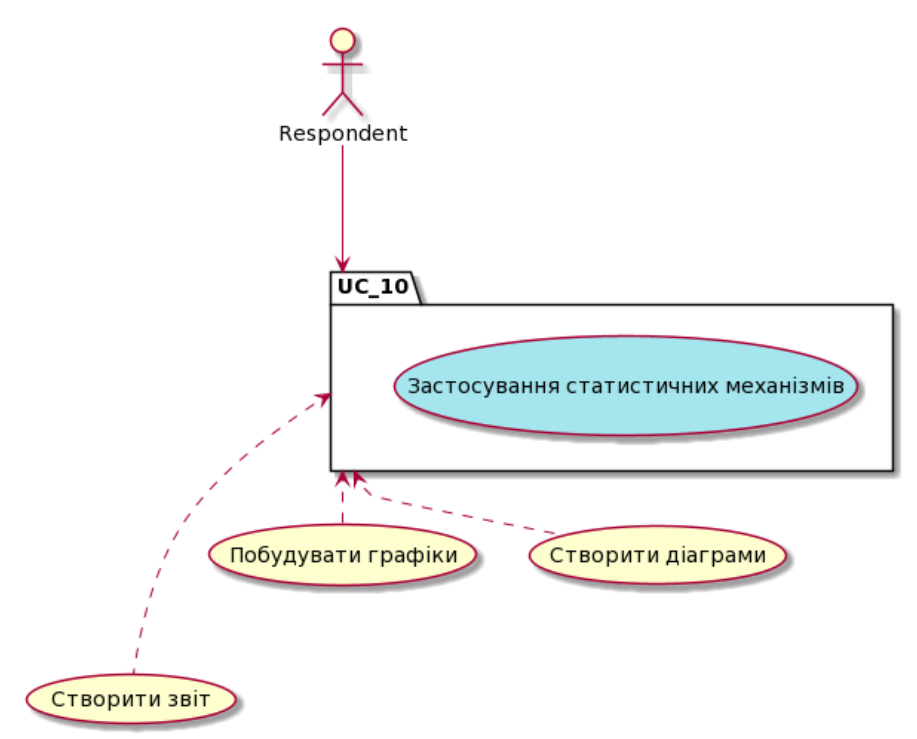 Respondent
UC_10
Застосування статистичних механізмів
Побудувати графіки
Створити діаграми
Створити звіт